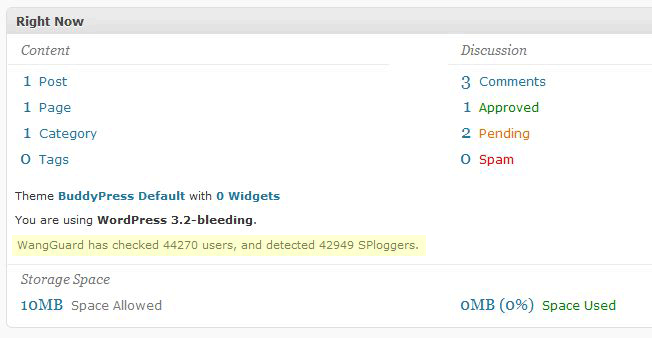 Right Now
Content
1 Post
1 Page
1 Category
0 Tags
Discussion
3 Comments
1 Approved
2 Pending
0 Spam
Theme BuddyPress Default with 0 Widgets
You are using WordPress 3.2-bleeding.
WangGuard has checked 44270 users, and detected 42949 SPloggers.
Storage Space
10MB Space Allowed
0MB (0%) Space Used